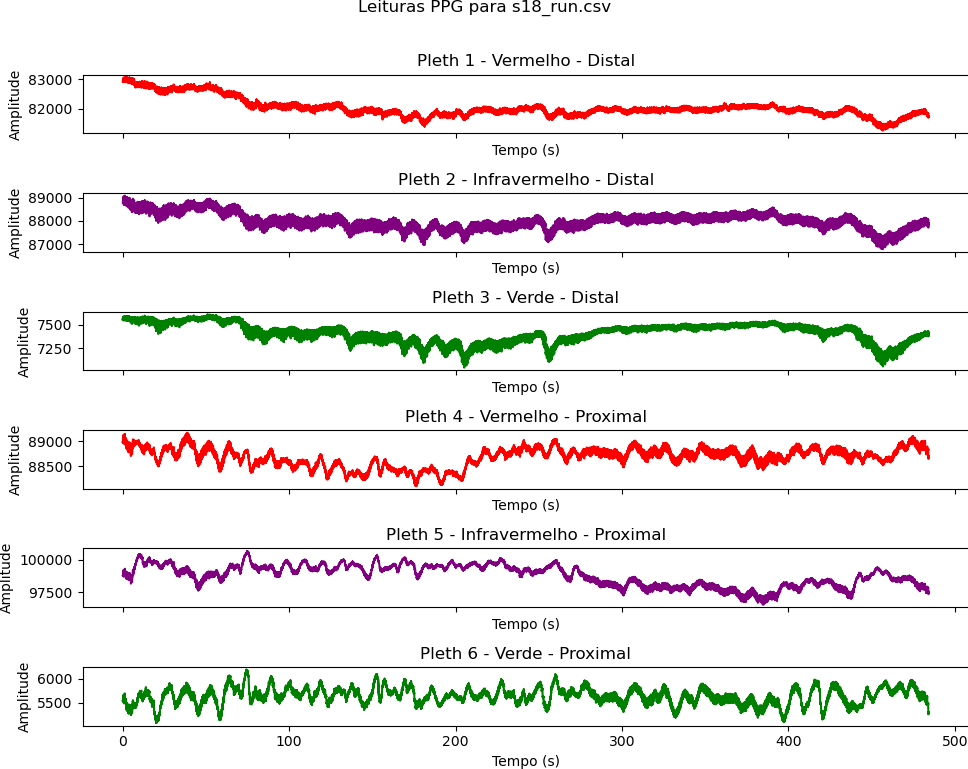 Leituras PPG para s18_run.csv
Pleth 1 - Vermelho - Distal
Amplitude
83000
82000
Tempo (s)
Pleth 2 - Infravermelho - Distal
Amplitude
89000
88000
87000
Tempo (s)
Pleth 3 - Verde - Distal
Amplitude
7500
7250
Tempo (s)
Pleth 4 - Vermelho - Proximal
Amplitude
89000
88500
Tempo (s)
Pleth 5 - Infravermelho - Proximal
Amplitude
100000
97500
Tempo (s)
Pleth 6 - Verde - Proximal
Amplitude
6000
5500
0 100 200 300 400 500
Tempo (s)